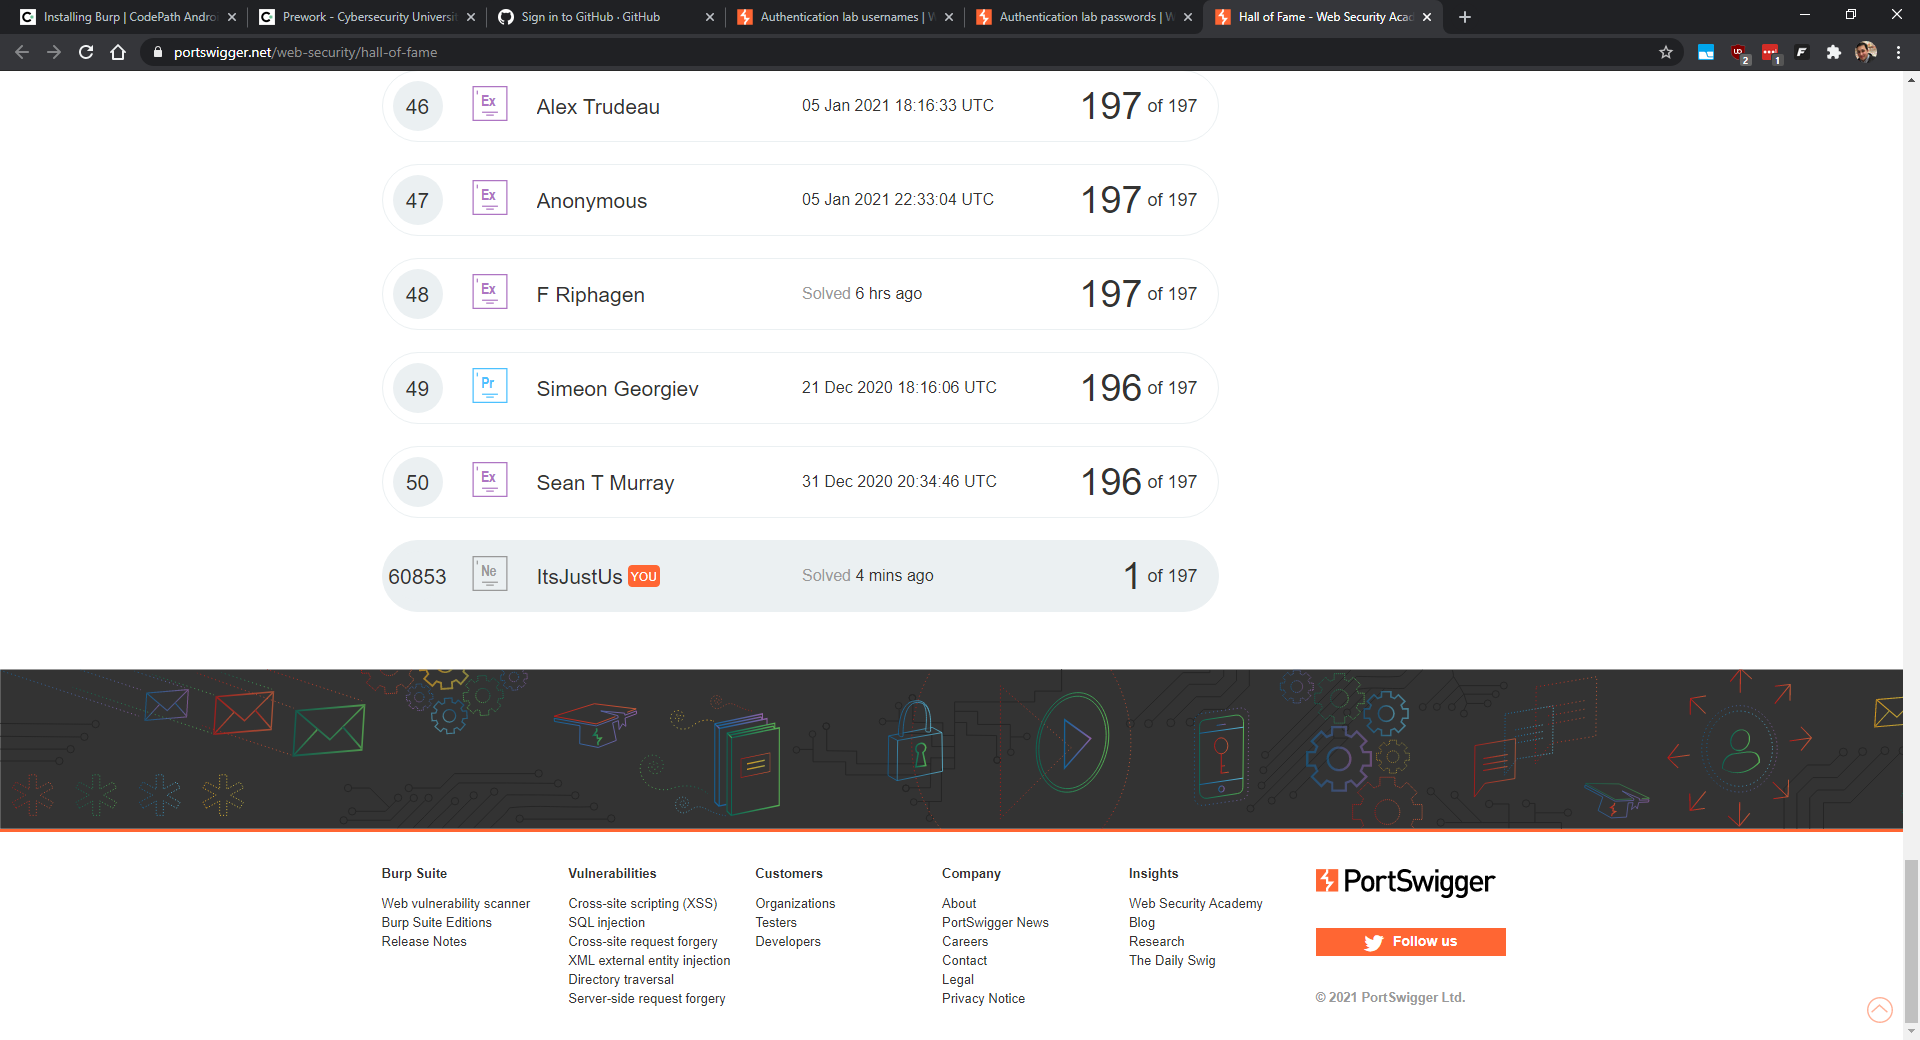 Installing Burp | CodePath Andro
Prework - Cybersecurity Universit
Sign in to GitHub · GitHub
Authentication lab usernames | W
Authentication lab passwords | W
Hall of Fame - Web Security Acad
portswigger.net/web-security/hall-of-fame
2
1
46 Ex Alex Trudeau 05 Jan 2021 18:16:33 UTC 197 of 197
47 Ex Anonymous 05 Jan 2021 22:33:04 UTC 197 of 197
48 Ex F Riphagen Solved 6 hrs ago 197 of 197
49 Pr Simeon Georgiev 21 Dec 2020 18:16:06 UTC 196 of 197
50 Ex Sean T Murray 31 Dec 2020 20:34:46 UTC 196 of 197
60853 Ne ItsJustUs YOU Solved 4 mins ago 1 of 197
Burp Suite
Web vulnerability scanner
Burp Suite Editions
Release Notes
Vulnerabilities
Cross-site scripting (XSS)
SQL injection
Cross-site request forgery
XML external entity injection
Directory traversal
Server-side request forgery
Customers
Organizations
Testers
Developers
Company
About
PortSwigger News
Careers
Contact
Legal
Privacy Notice
Insights
Web Security Academy
Blog
Research
The Daily Swig
PortSwigger
Follow us
© 2021 PortSwigger Ltd.